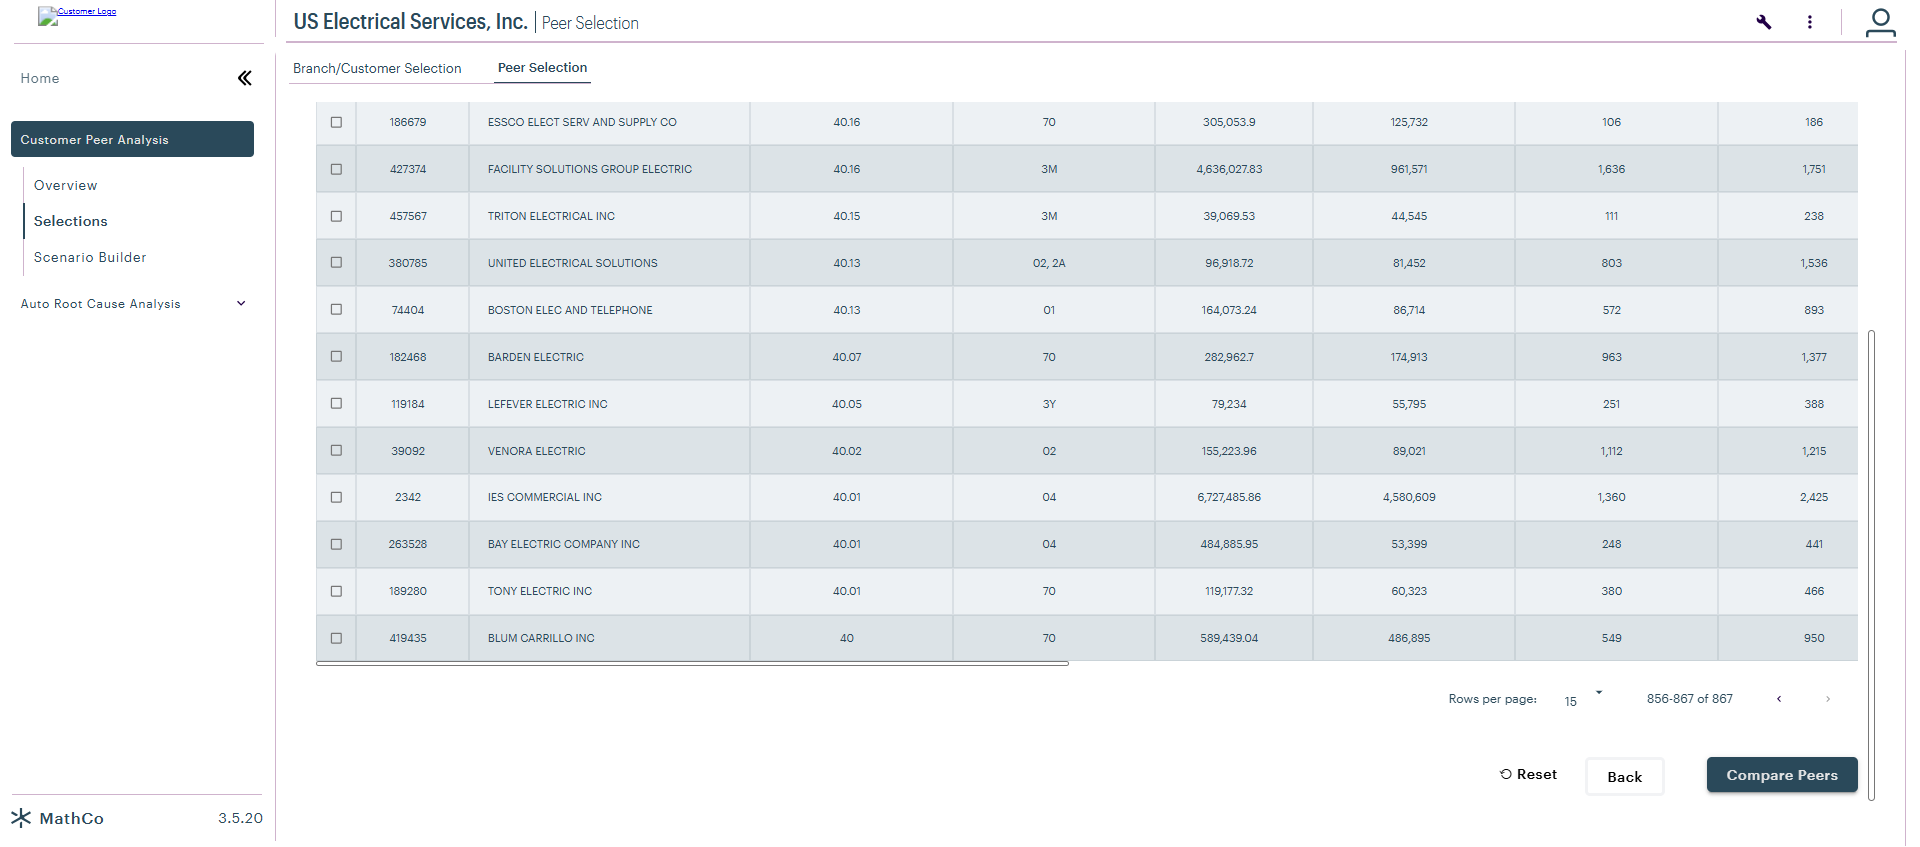 Customer Logo
US Electrical Services, Inc. Peer Selection
Home
Branch/Customer Selection Peer Selection
Customer Peer Analysis
Overview
Selections
Scenario Builder
Auto Root Cause Analysis
186679 ESSCO ELECT SERV AND SUPPLY CO 40.16 70 305,053.9 125,732 106 186
427374 FACILITY SOLUTIONS GROUP ELECTRIC 40.16 3M 4,636,027.83 961,571 1,636 1,751
457567 TRITON ELECTRICAL INC 40.15 3M 39,069.53 44,545 111 238
380785 UNITED ELECTRICAL SOLUTIONS 40.13 02, 2A 96,918.72 81,452 803 1,536
74404 BOSTON ELEC AND TELEPHONE 40.13 01 164,073.24 86,714 572 893
182468 BARDEN ELECTRIC 40.07 70 282,962.7 174,913 963 1,377
119184 LEFEVER ELECTRIC INC 40.05 3Y 79,234 55,795 251 388
39092 VENORA ELECTRIC 40.02 02 155,223.96 89,021 1,112 1,215
2342 IES COMMERCIAL INC 40.01 04 6,727,485.86 4,580,609 1,360 2,425
263528 BAY ELECTRIC COMPANY INC 40.01 04 484,885.95 53,399 248 441
189280 TONY ELECTRIC INC 40.01 70 119,177.32 60,323 380 466
419435 BLUM CARRILLO INC 40 70 589,439.04 486,895 549 950
Rows per page: 15 856-867 of 867
Reset Back Compare Peers
MathCo 3.5.20